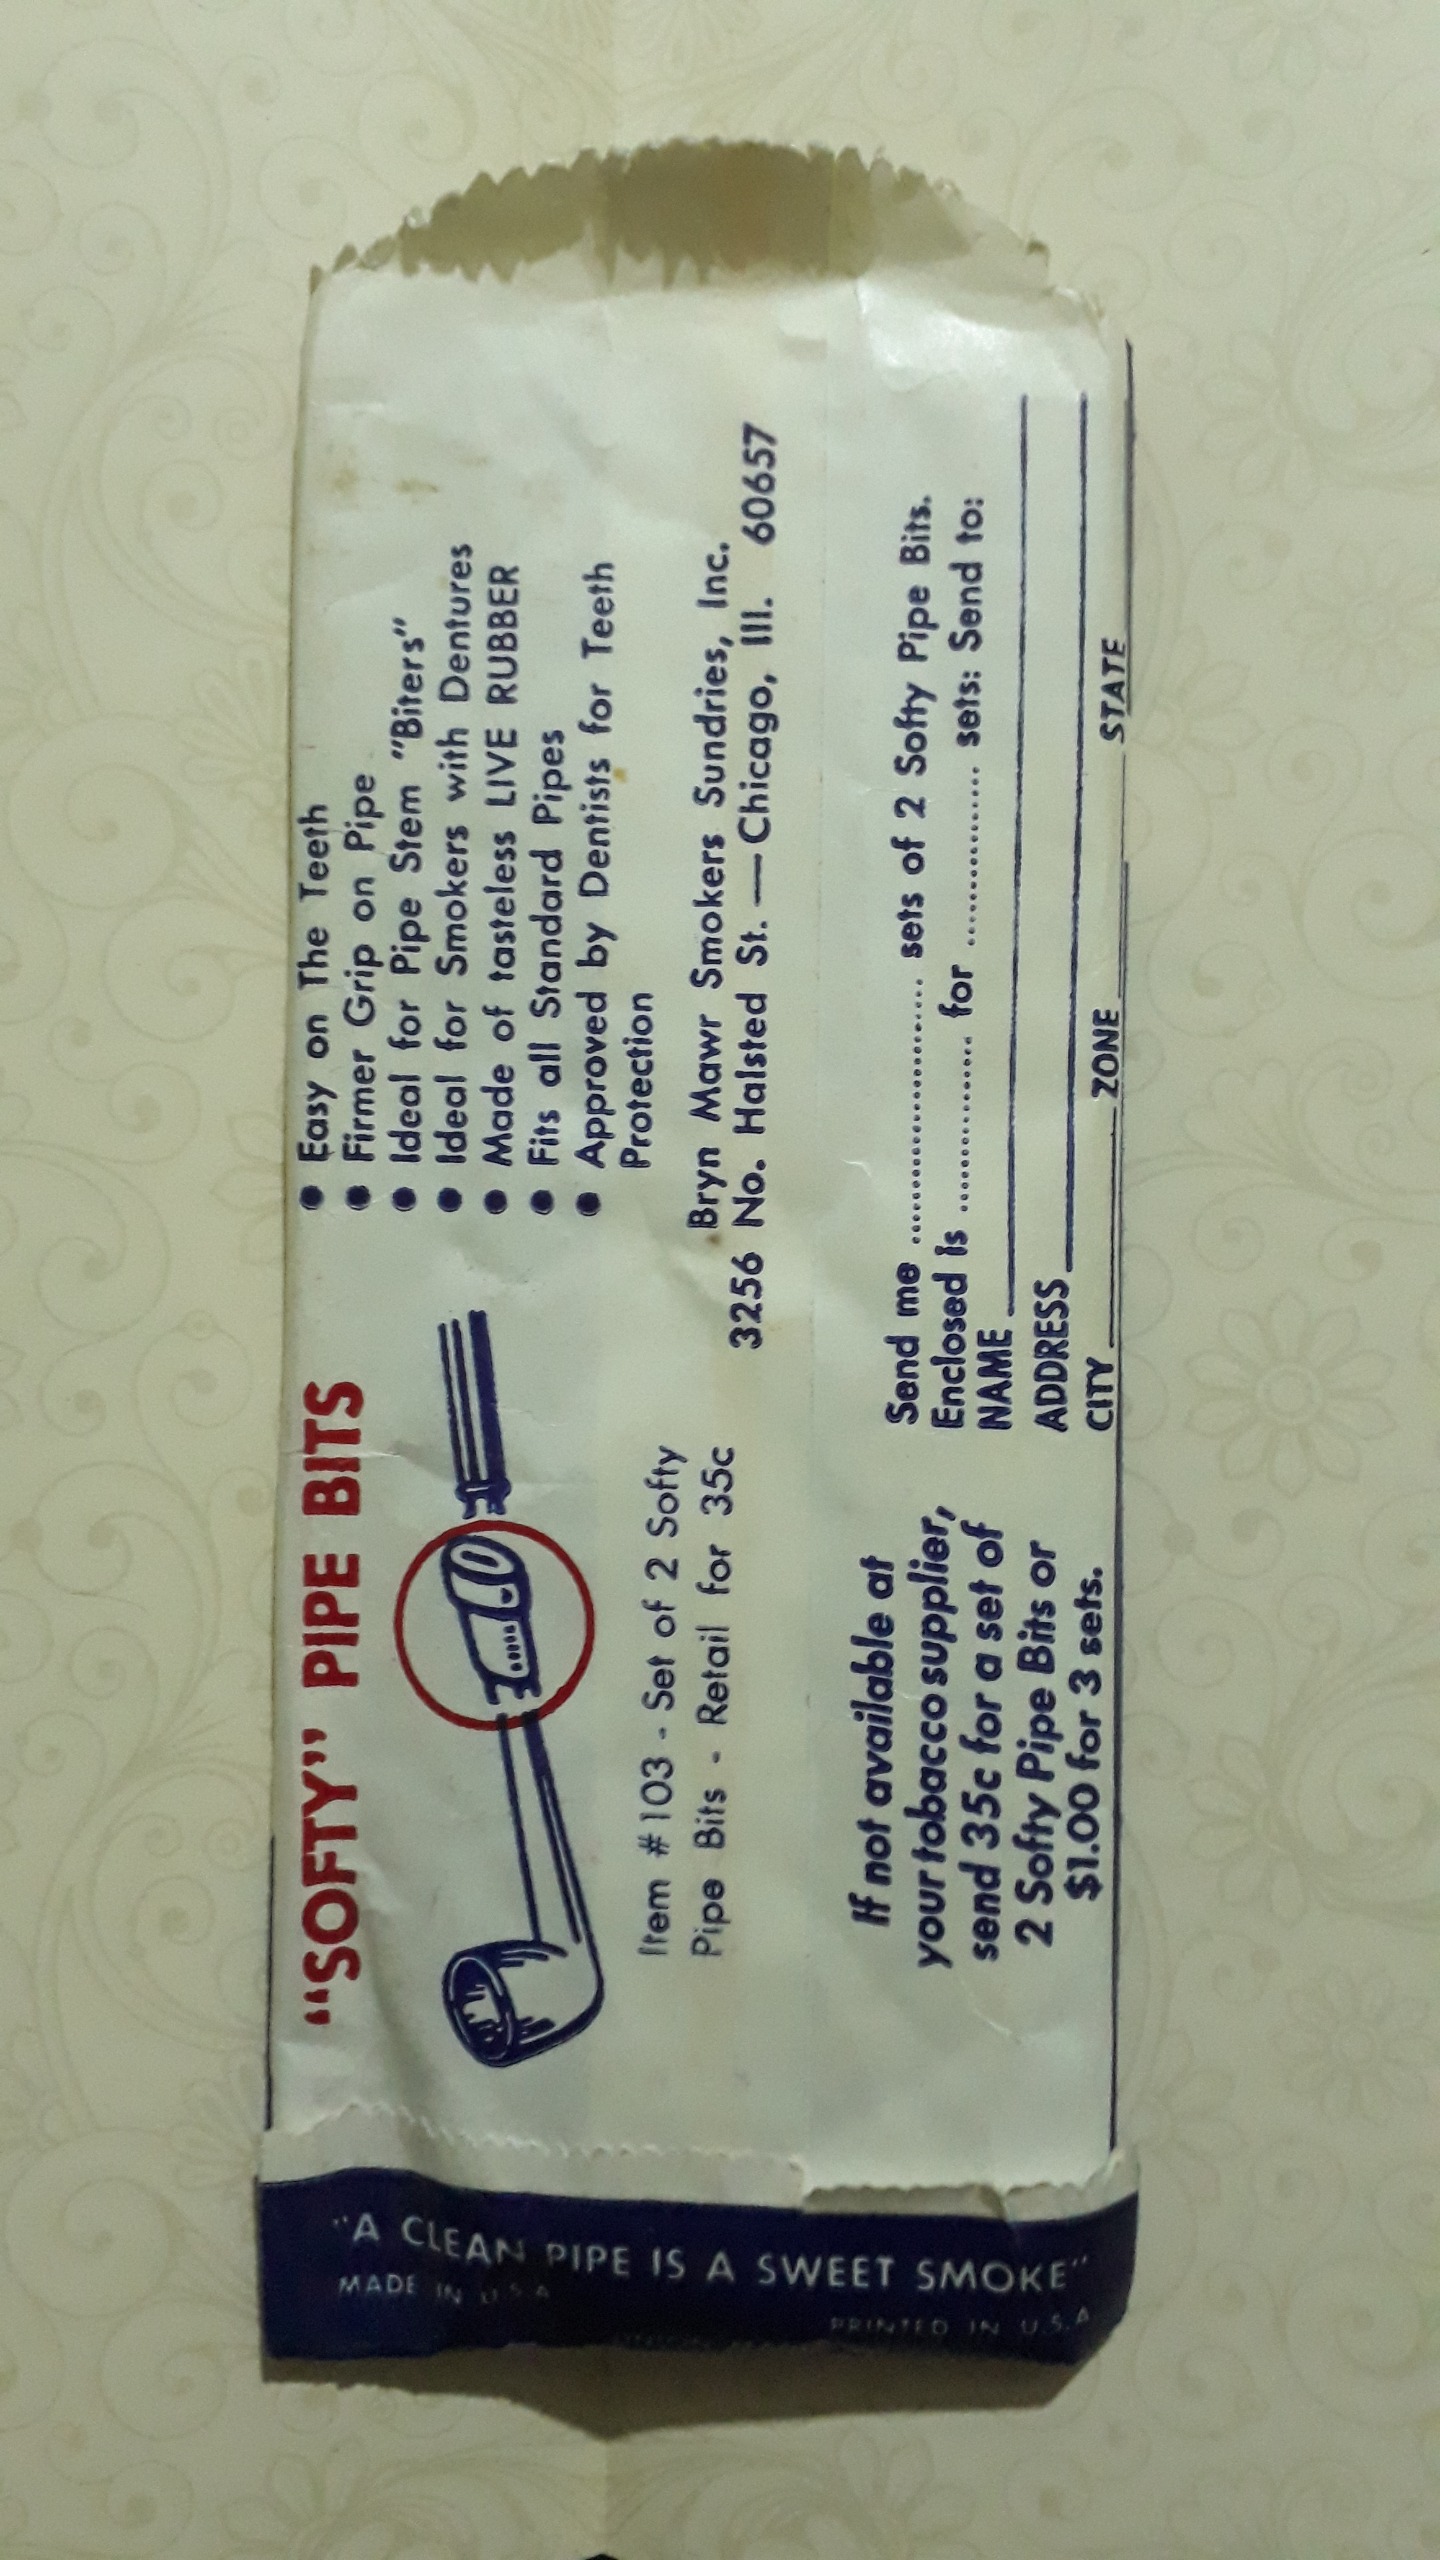 "SOFTY" PIPE BITS
Item #103 - Set of 2 Softy
Pipe Bits - Retail for 35c
• Easy on The Teeth
• Firmer Grip on Pipe
• Ideal for Pipe Stem "Biters"
• Ideal for Smokers with Dentures
• Made of tasteless LIVE RUBBER
• Fits all Standard Pipes
• Approved by Dentists for Teeth
Protection
Bryn Mawr Smokers Sundries, Inc.
3256 No. Halsted St. — Chicago, Ill. 60657
If not available at
your tobacco supplier,
send 35c for a set of
2 Softy Pipe Bits or
$1.00 for 3 sets.
Send me .................... sets of 2 Softy Pipe Bits.
Enclosed is ............. for .............. sets: Send to:
NAME
ADDRESS
CITY ZONE STATE
"A CLEAN PIPE IS A SWEET SMOKE"
MADE IN U.S.A
PRINTED IN U.S.A